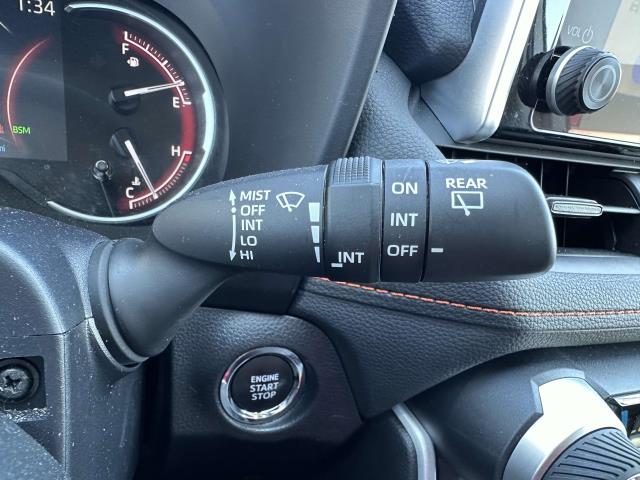 1:34
F
E
H
C
BSM
VOL
MIST
OFF
INT
LO
HI
INT
ON
INT
OFF
REAR
ENGINE
START
STOP